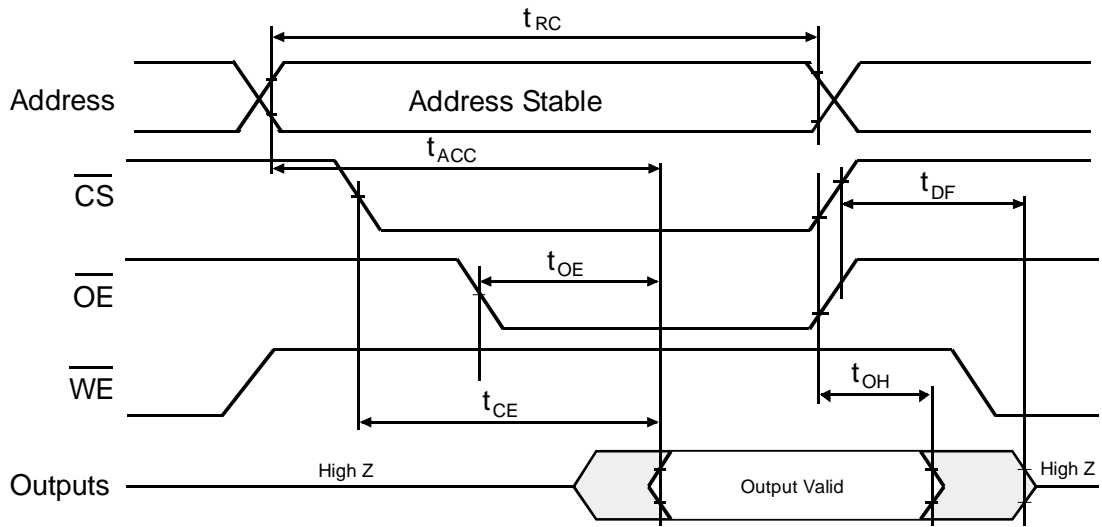 tRC
Address
Address Stable
tACC
CS
tDF
OE
tOE
WE
tOH
tCE
Outputs
High Z
Output Valid
High Z